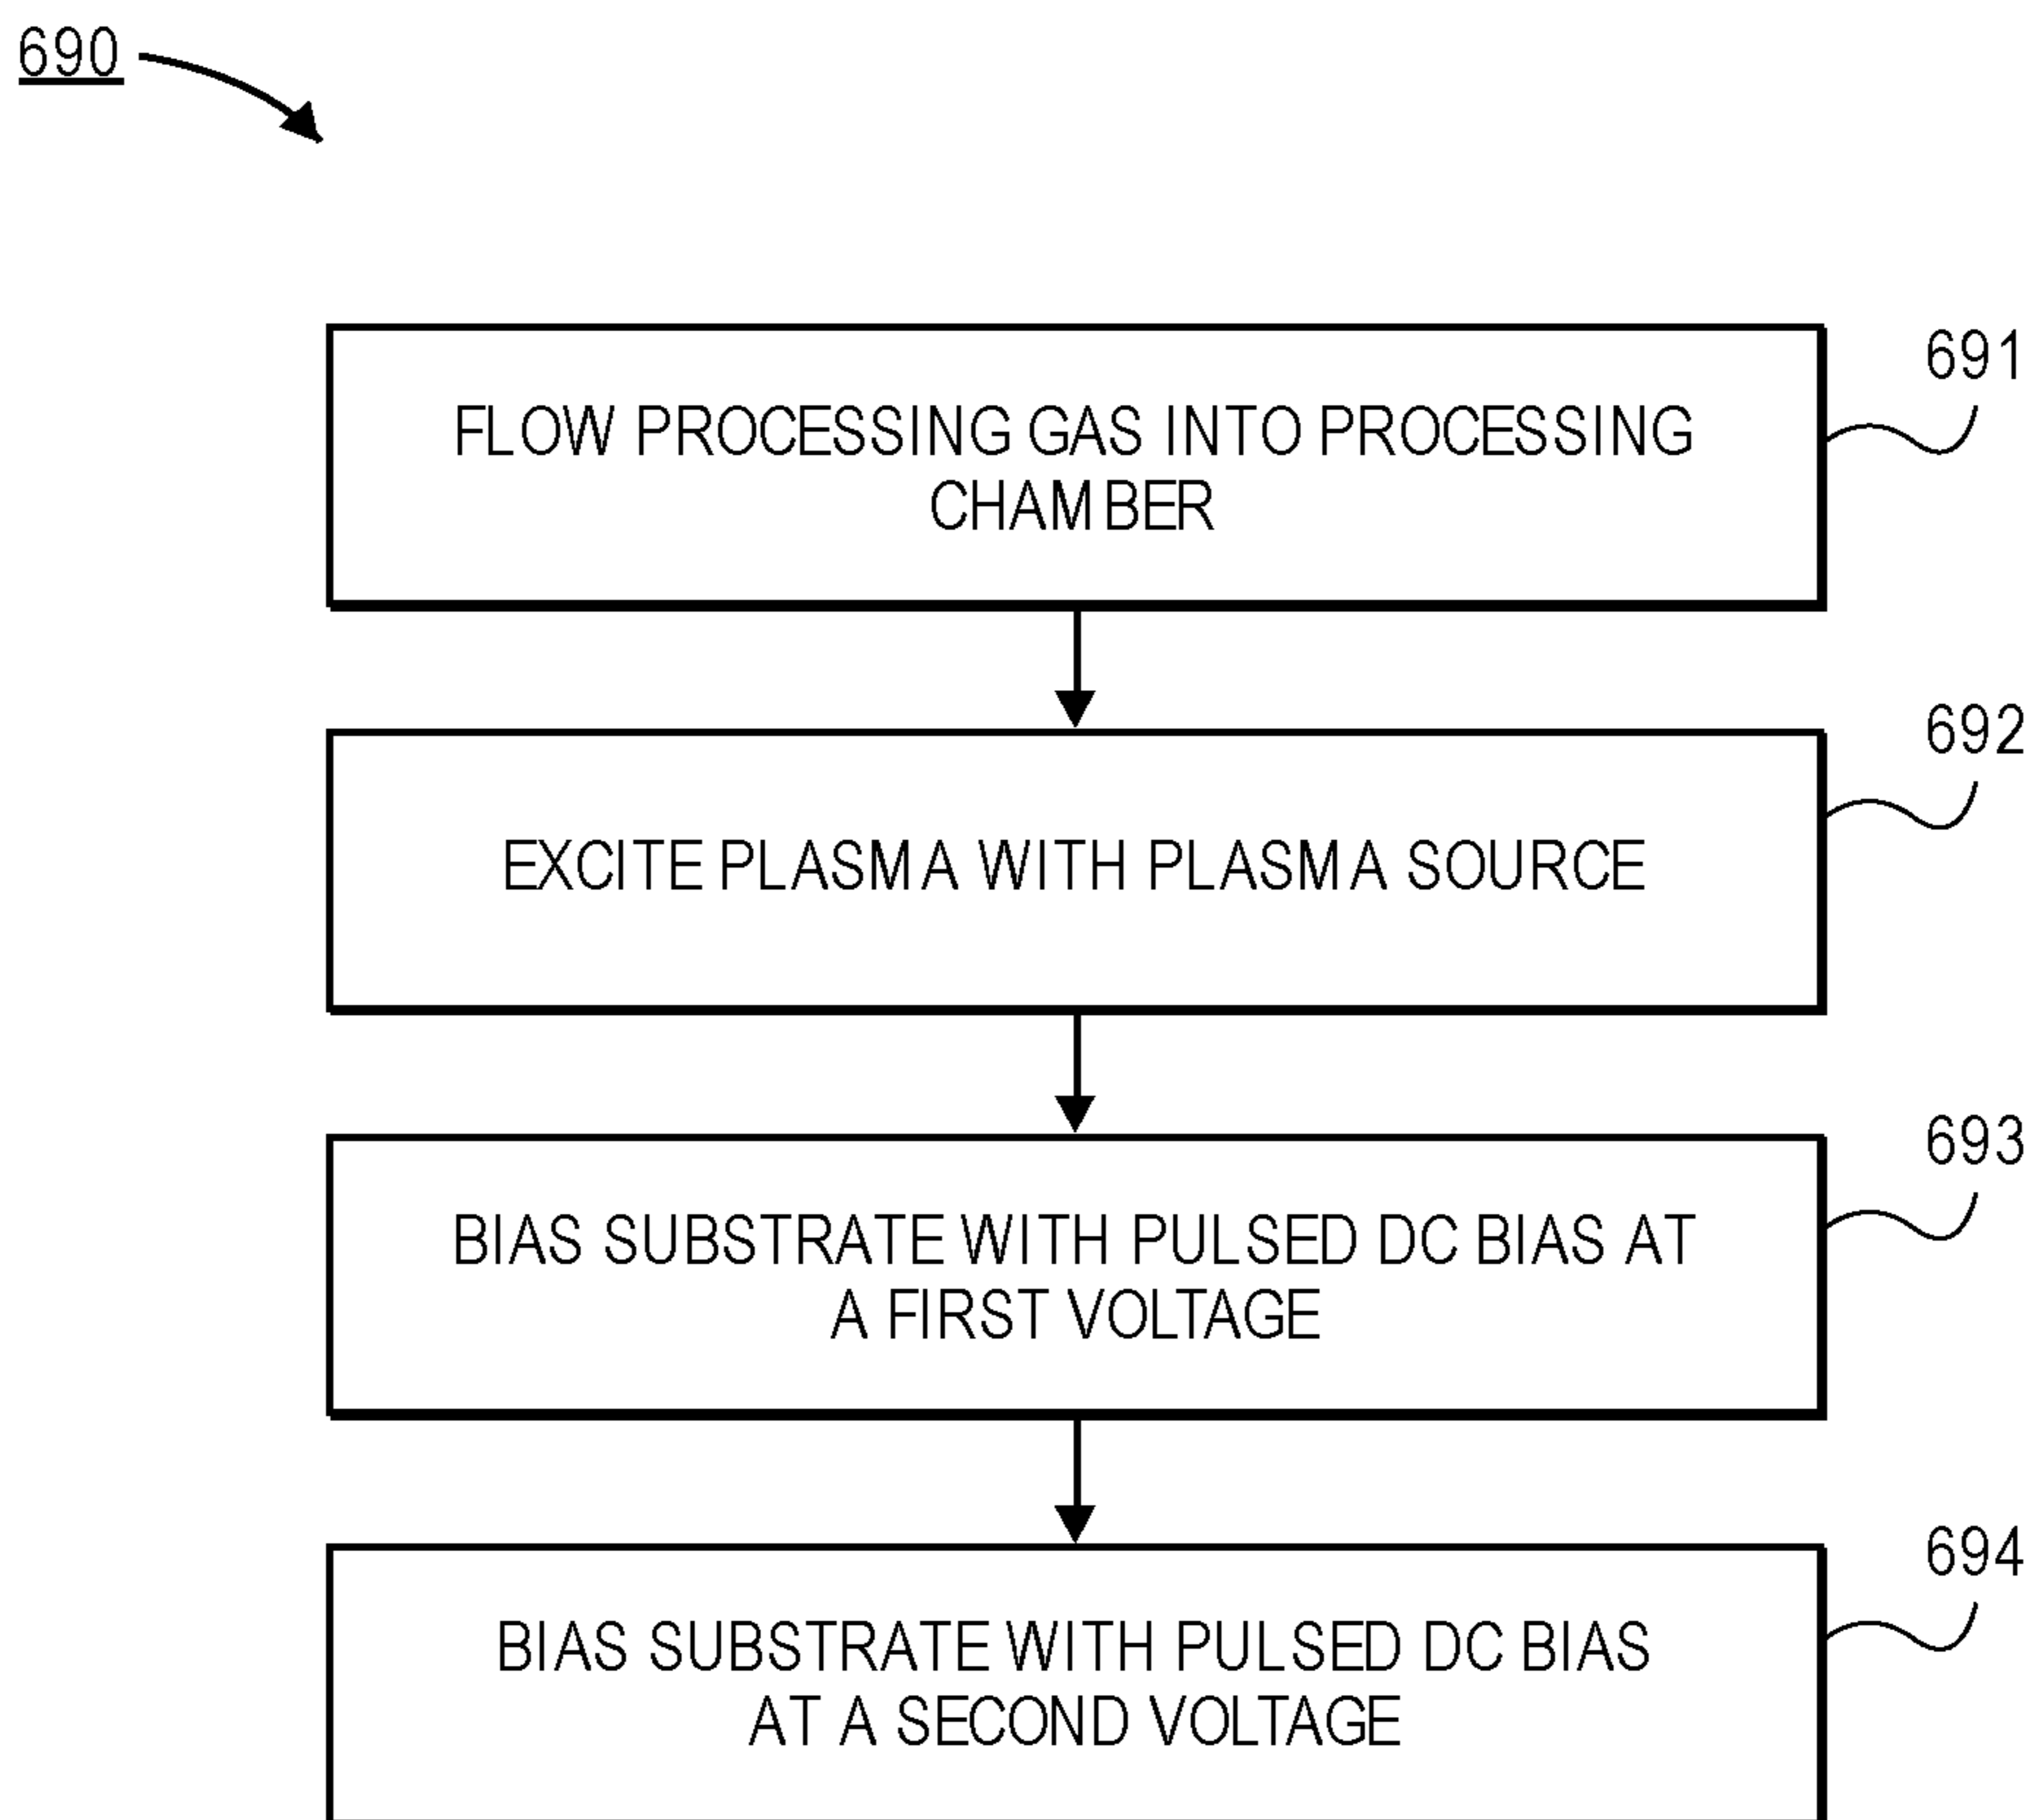 690
691
FLOW PROCESSING GAS INTO PROCESSING
CHAMBER
692
EXCITE PLASMA WITH PLASMA SOURCE
693
BIAS SUBSTRATE WITH PULSED DC BIAS AT
A FIRST VOLTAGE
694
BIAS SUBSTRATE WITH PULSED DC BIAS
AT A SECOND VOLTAGE